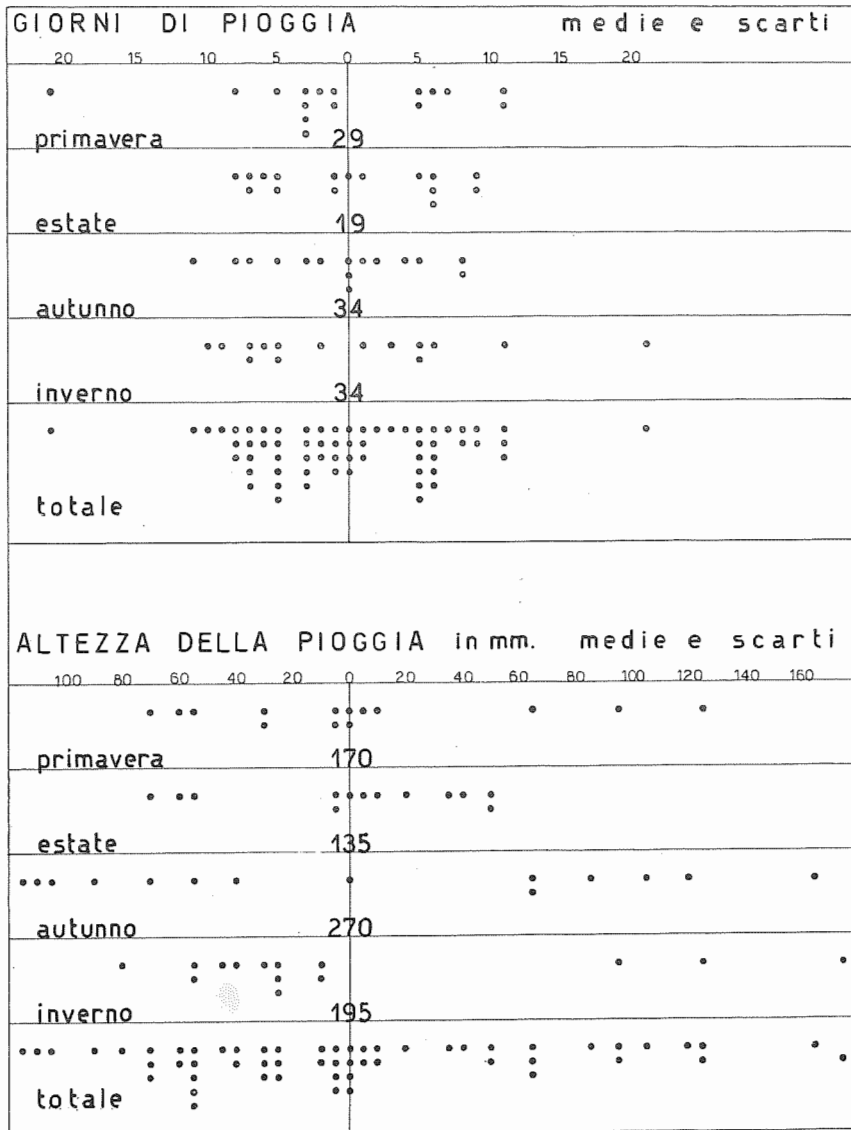 GIORNI DI PIOGGIA medie e scarti
20 15 10 5 0 5 10 15 20
primavera 29
estate 19
autunno 34
inverno 34
totale
ALTEZZA DELLA PIOGGIA in mm. medie e scarti
100 80 60 40 20 0 20 40 60 80 100 120 140 160
primavera 170
estate 135
autunno 270
inverno 195
totale